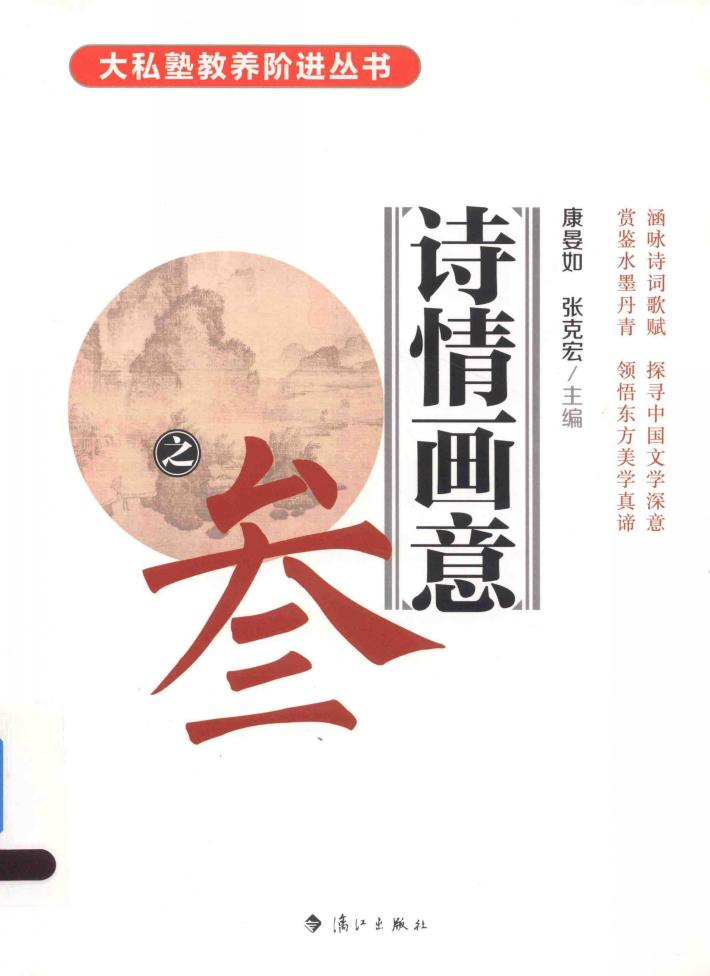 大私塾教养阶进丛书
涵咏诗词歌赋 探寻中国文学深意
赏鉴水墨丹青 领悟东方美学真谛
康晏如 张克宏/主编
诗情画意
之
叁
漓江出版社